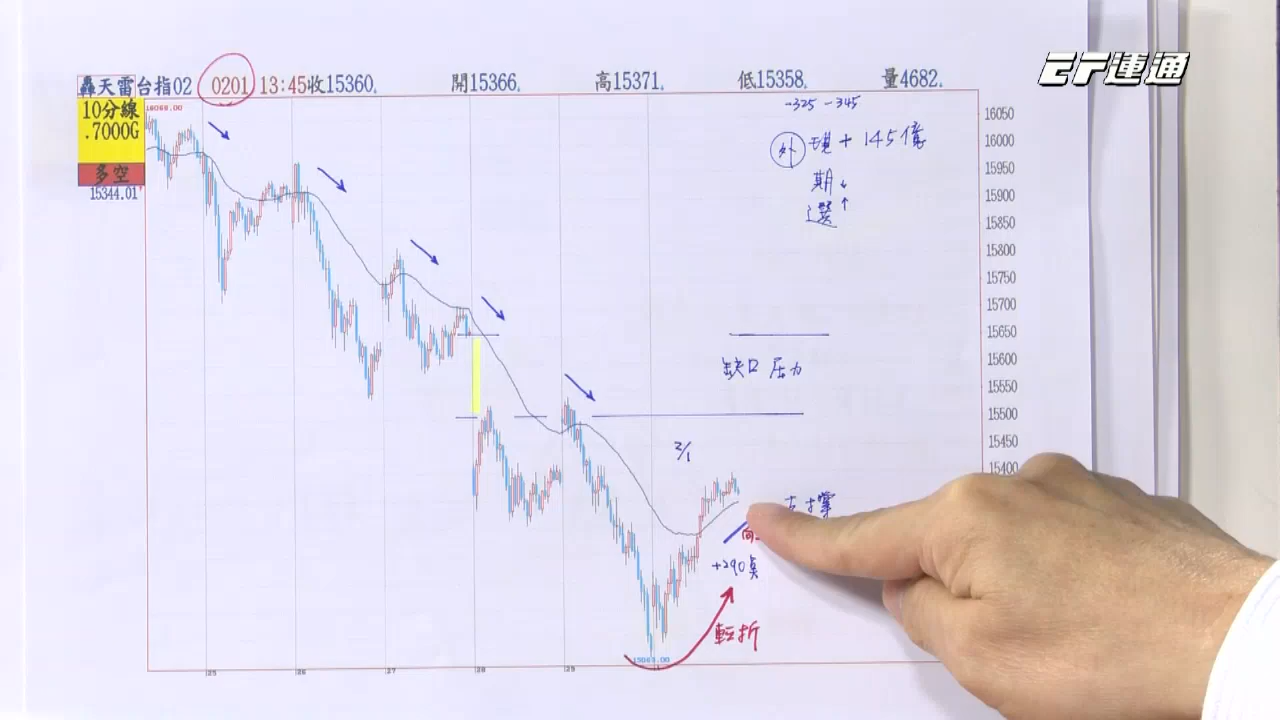 EF運通
轟天雷台指02 0201 13:45收15360. 開15366. 高15371. 低15358. 量4682.
10分線
.7000G
多空
15344.01
16068.00
-325 -345
外 現+145億
期↓
選↑
16050
16000
15950
15900
15850
15800
15750
15700
15650
15600
15550
15500
15450
15400
缺口压力
2/1
支撐
向
+290點
轉折
15063.00
25 26 27 28 29